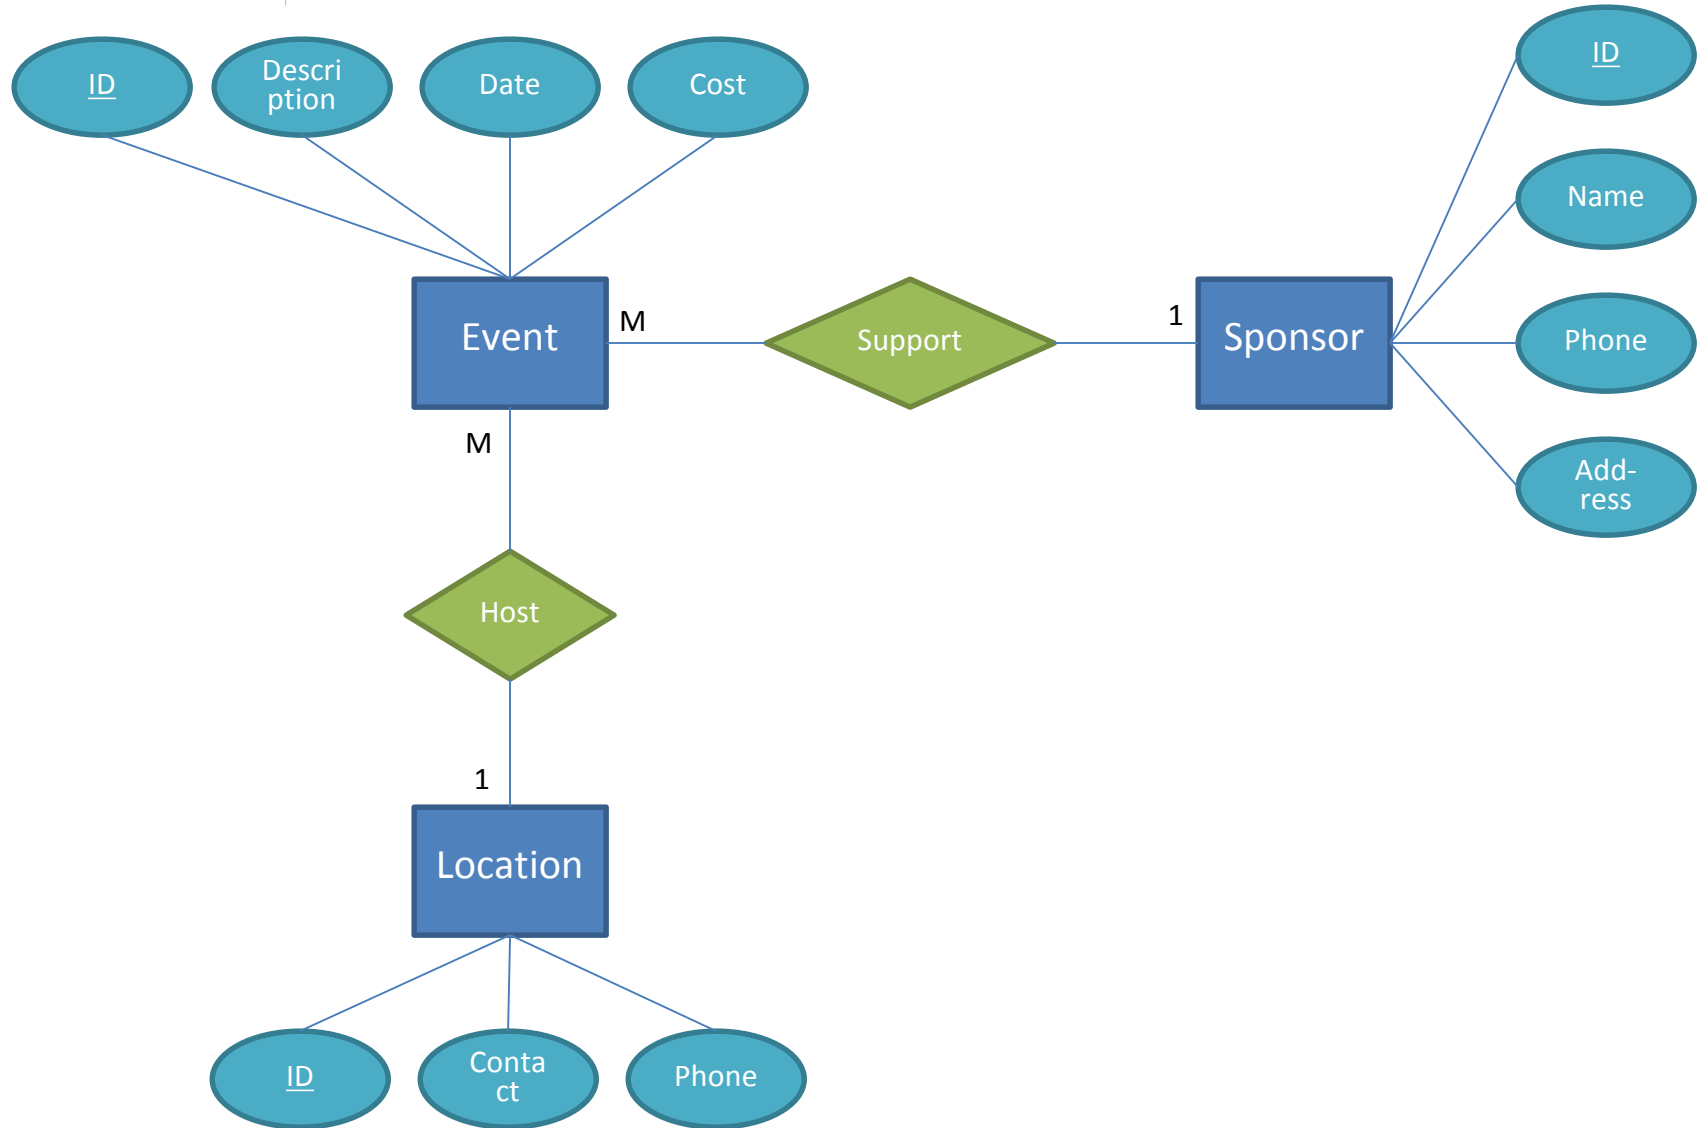 ID
Descri
ption
Date
Cost
ID
Name
Phone
Add-
ress
Event
M
Support
1
Sponsor
M
Host
1
Location
ID
Conta
ct
Phone